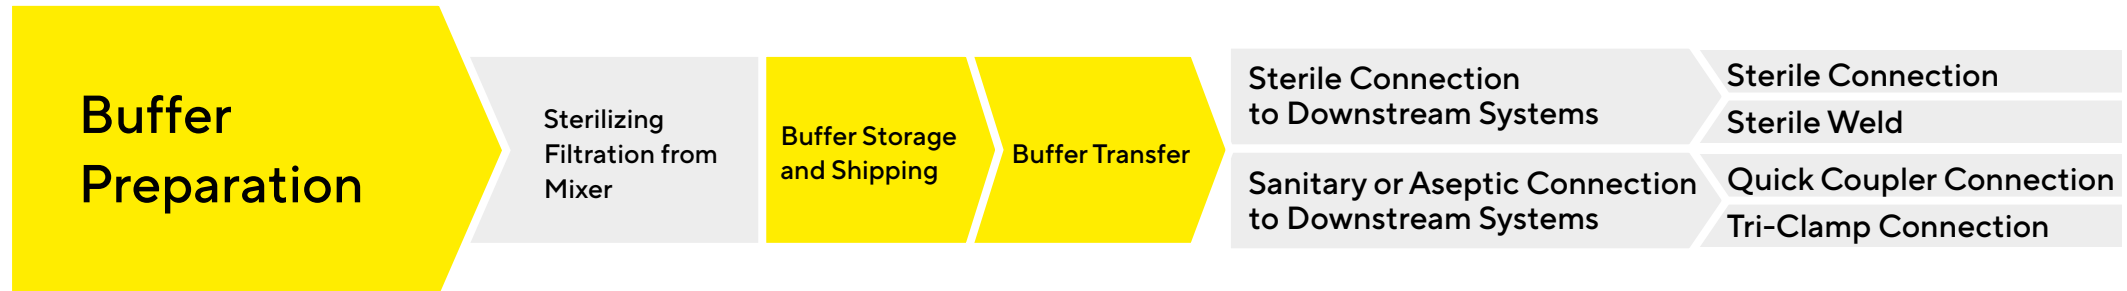 Buffer
Preparation
Sterilizing
Filtration from
Mixer
Buffer Storage
and Shipping
Buffer Transfer
Sterile Connection
to Downstream Systems
Sterile Connection
Sterile Weld
Sanitary or Aseptic Connection
to Downstream Systems
Quick Coupler Connection
Tri-Clamp Connection